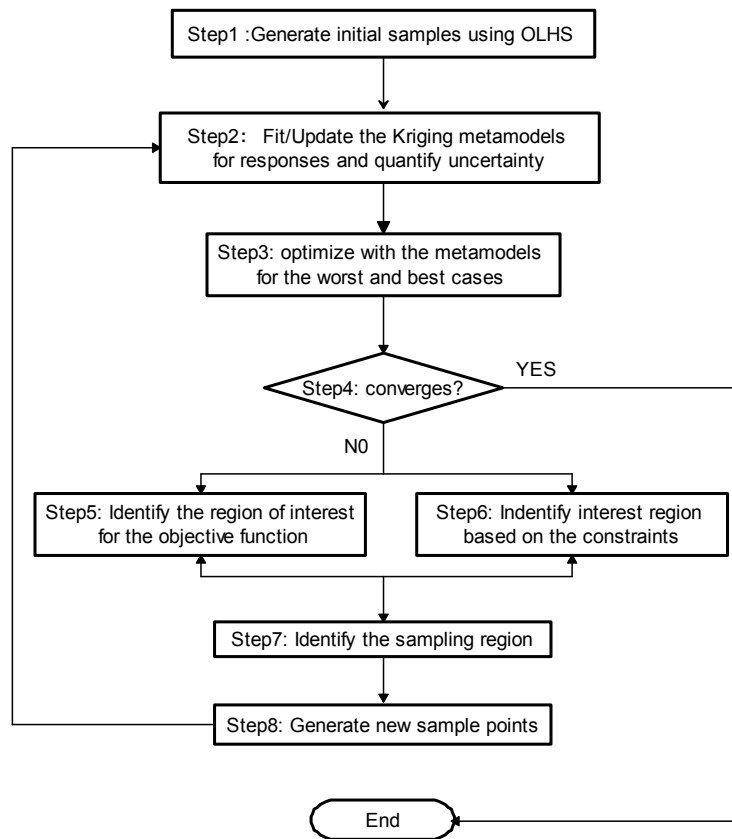 Step1 :Generate initial samples using OLHS
Step2： Fit/Update the Kriging metamodels
for responses and quantify uncertainty
Step3: optimize with the metamodels
for the worst and best cases
Step4: converges?
YES
N0
Step5: Identify the region of interest
for the objective function
Step6: Indentify interest region
based on the constraints
Step7: Identify the sampling region
Step8: Generate new sample points
End